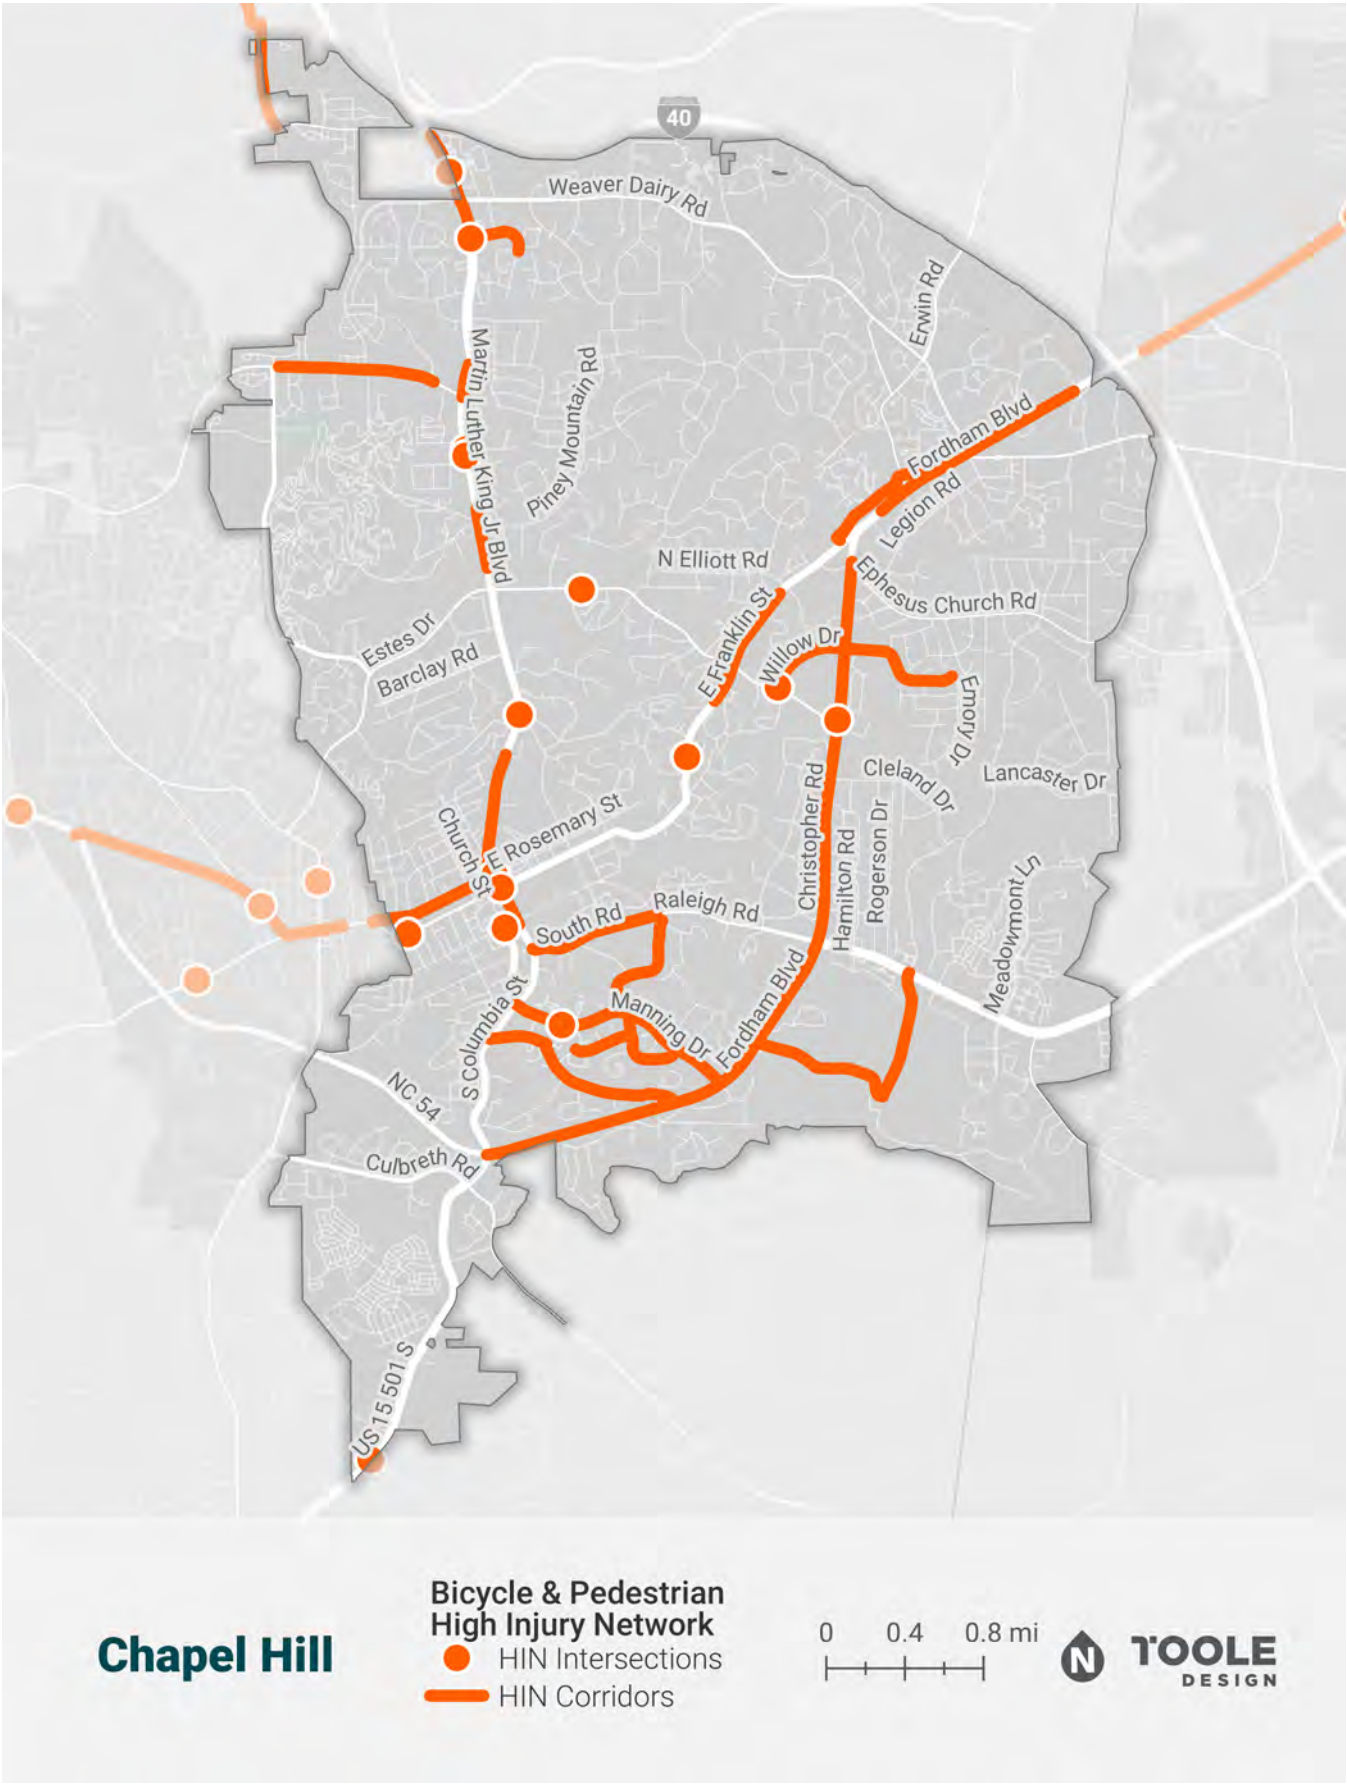 40
Weaver Dairy Rd
Erwin Rd
Martin Luther King Jr Blvd
Piney Mountain Rd
Fordham Blvd
Legion Rd
N Elliott Rd
Ephesus Church Rd
Estes Dr
Barclay Rd
E Franklin St
Willow Dr
Emory Dr
Cleland Dr
Lancaster Dr
Christopher Rd
Hamilton Rd
Rogerson Dr
Church St
E Rosemary St
Meadowmont Ln
South Rd
Raleigh Rd
Manning Dr
Fordham Blvd
S Columbia St
NC 54
Culbreth Rd
US 15 501 S
Chapel Hill
Bicycle & Pedestrian
High Injury Network
HIN Intersections
HIN Corridors
0 0.4 0.8 mi
N
TOOLE
DESIGN